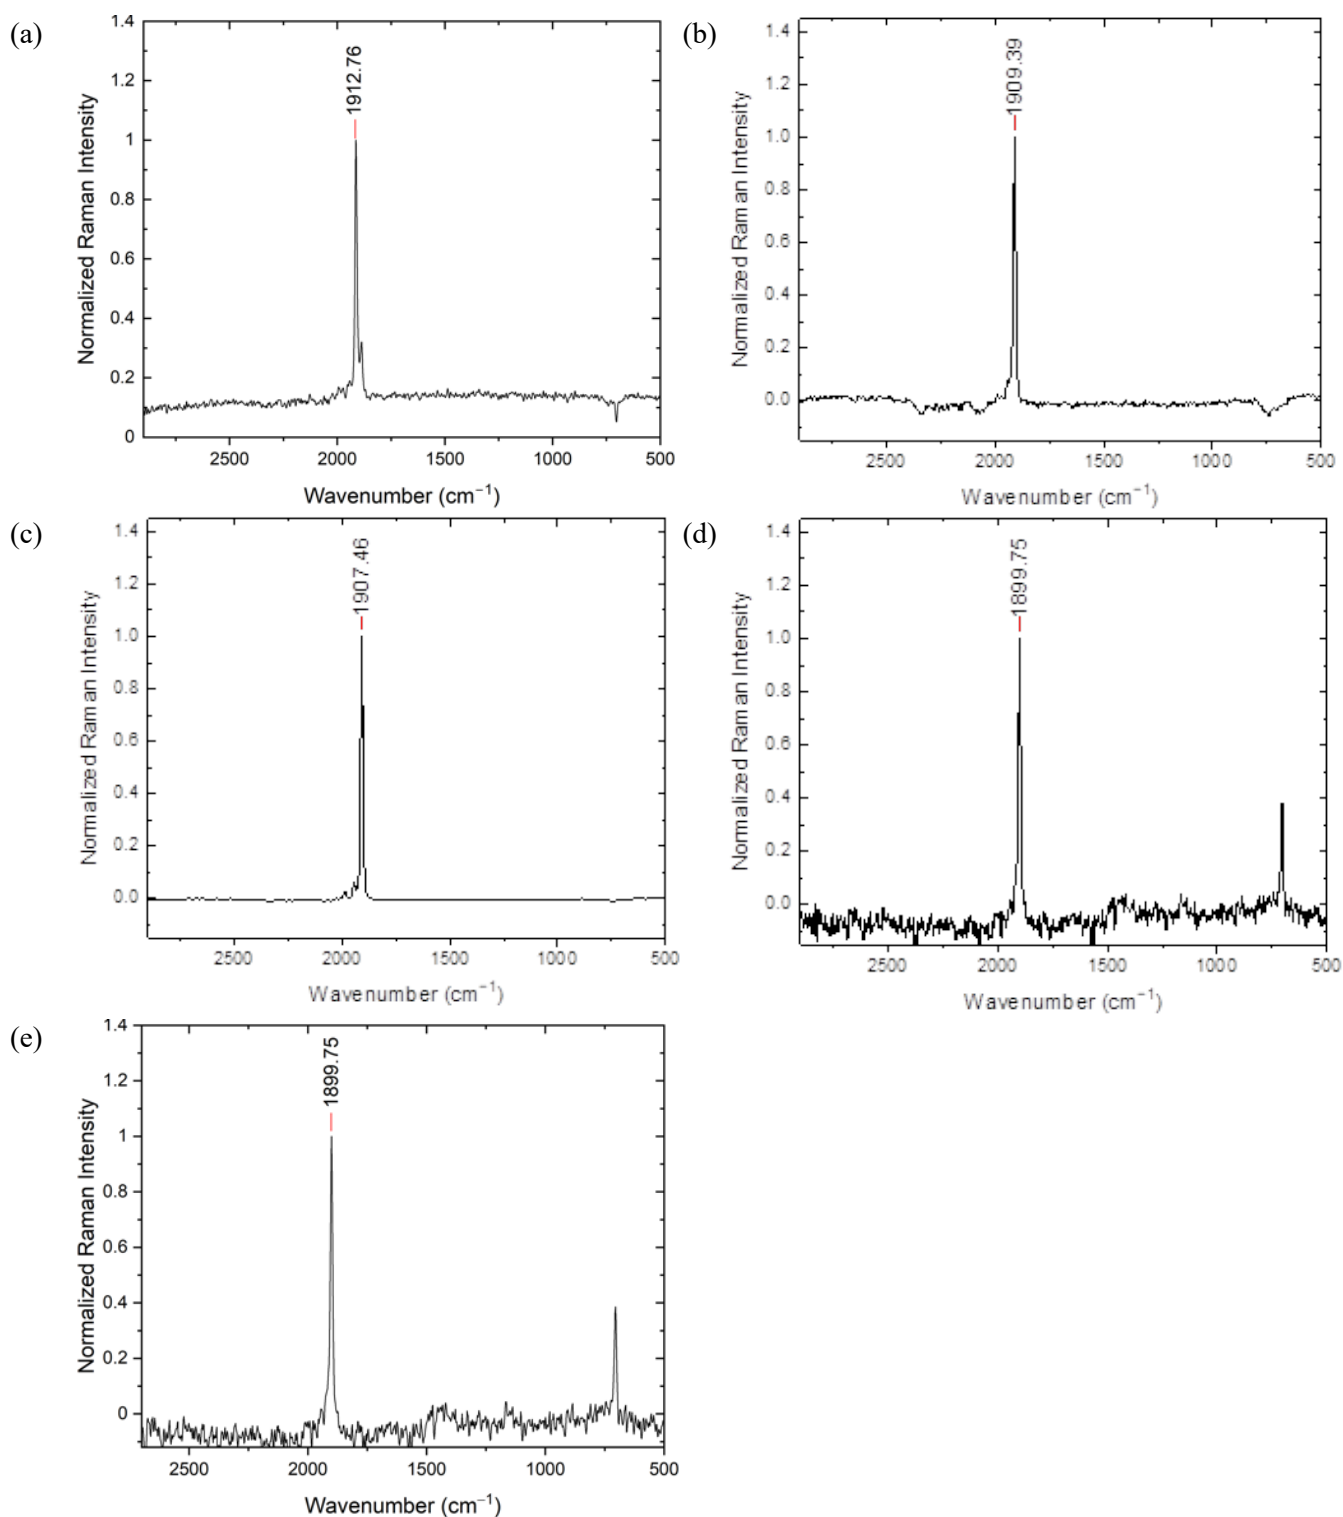 (a)
1.4
1.2
1
0.8
0.6
0.4
0.2
0
Normalized Raman Intensity
1912.76
2500 2000 1500 1000 500
Wavenumber (cm⁻¹)
(b)
1.4
1.2
1.0
0.8
0.6
0.4
0.2
0.0
Normalized Raman Intensity
1909.39
2500 2000 1500 1000 500
Wavenumber (cm⁻¹)
(c)
1.4
1.2
1.0
0.8
0.6
0.4
0.2
0.0
Normalized Raman Intensity
1907.46
2500 2000 1500 1000 500
Wavenumber (cm⁻¹)
(d)
1.4
1.2
1.0
0.8
0.6
0.4
0.2
0.0
Normalized Raman Intensity
1899.75
2500 2000 1500 1000 500
Wavenumber (cm⁻¹)
(e)
1.4
1.2
1
0.8
0.6
0.4
0.2
0
Normalized Raman Intensity
1899.75
2500 2000 1500 1000 500
Wavenumber (cm⁻¹)